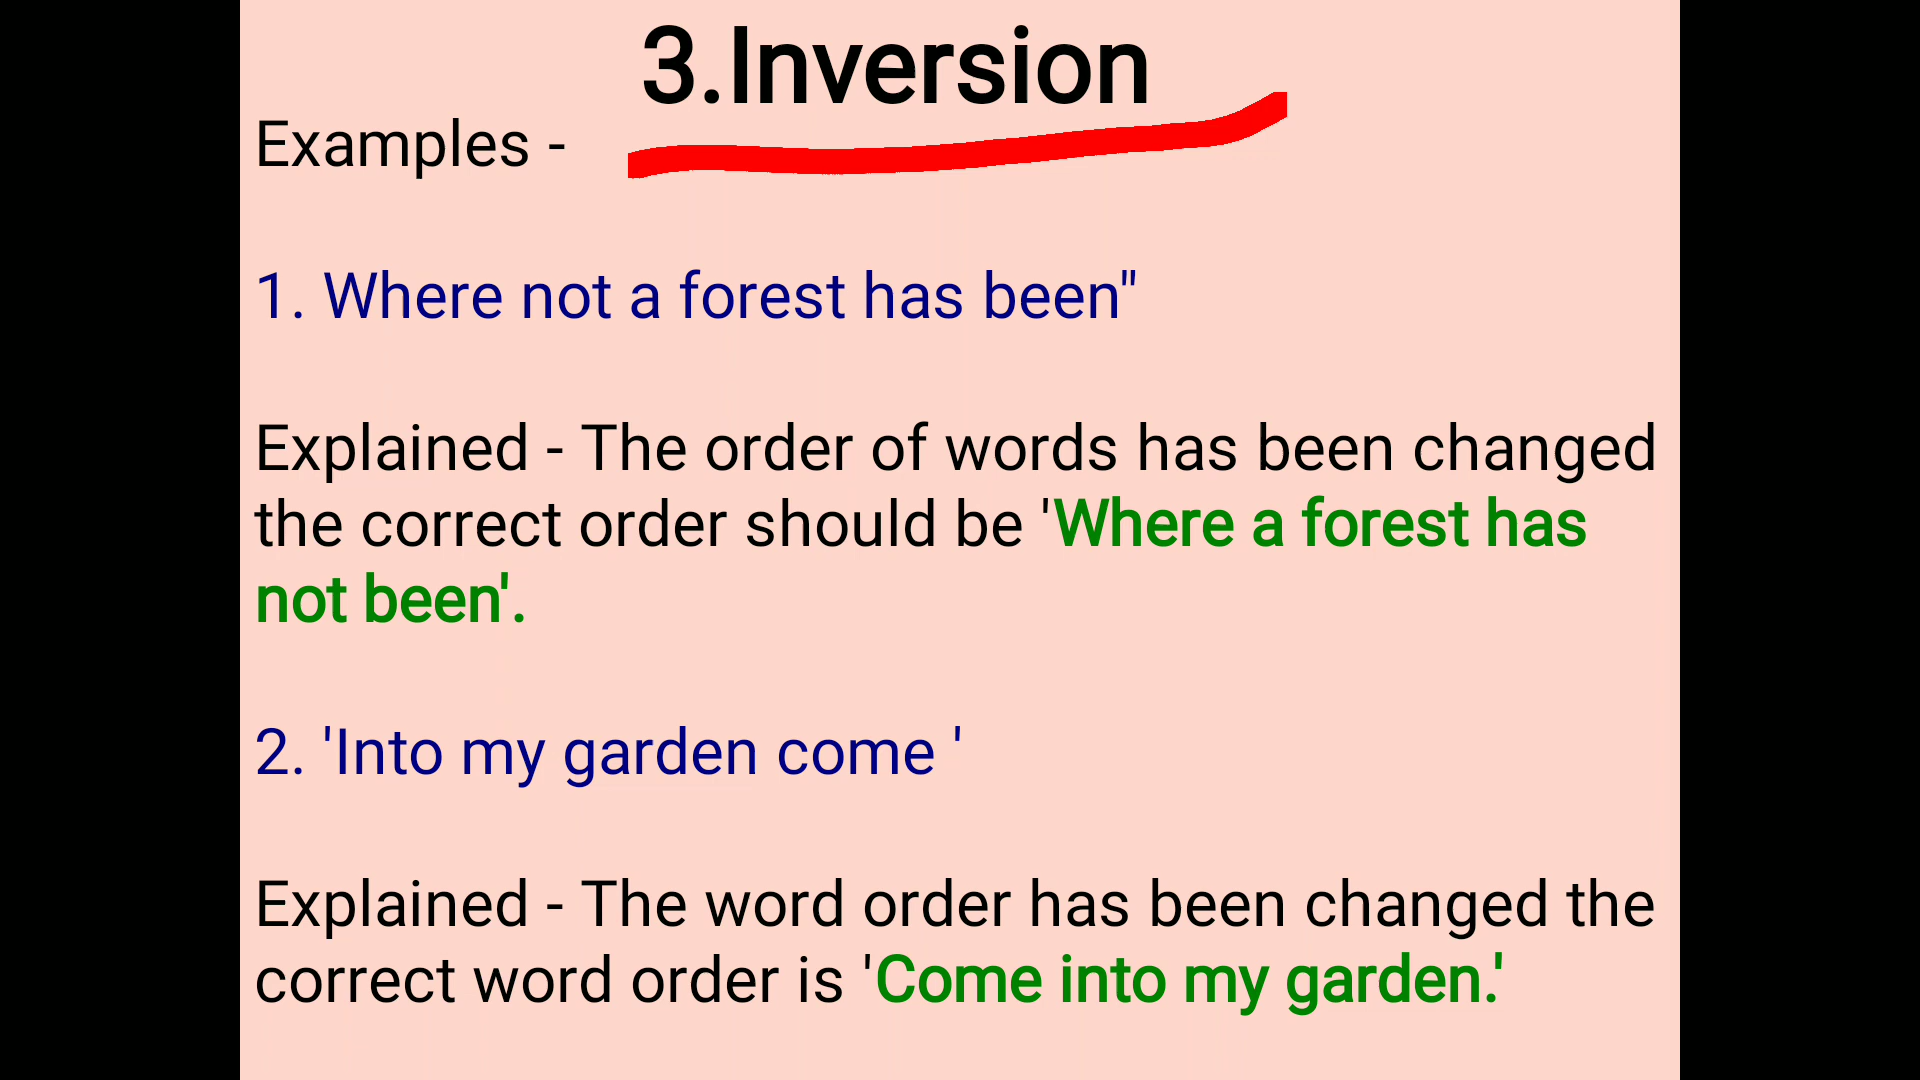 3.Inversion
Examples -
1. Where not a forest has been"
Explained - The order of words has been changed
the correct order should be 'Where a forest has
not been'.
2. 'Into my garden come '
Explained - The word order has been changed the
correct word order is 'Come into my garden.'